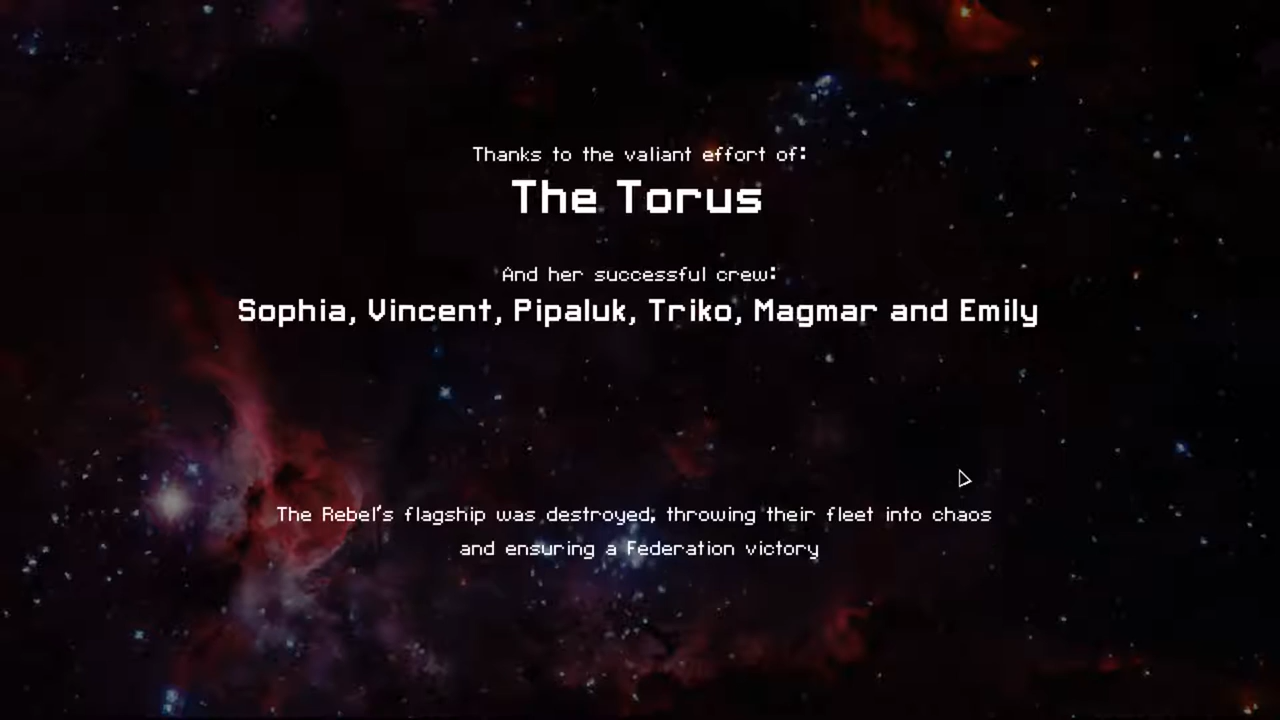 Thanks to the valiant effort of:
The Torus
And her successful crew:
Sophia, Vincent, Pipaluk, Triko, Magmar and Emily
The Rebel's flagship was destroyed, throwing their fleet into chaos
and ensuring a Federation victory